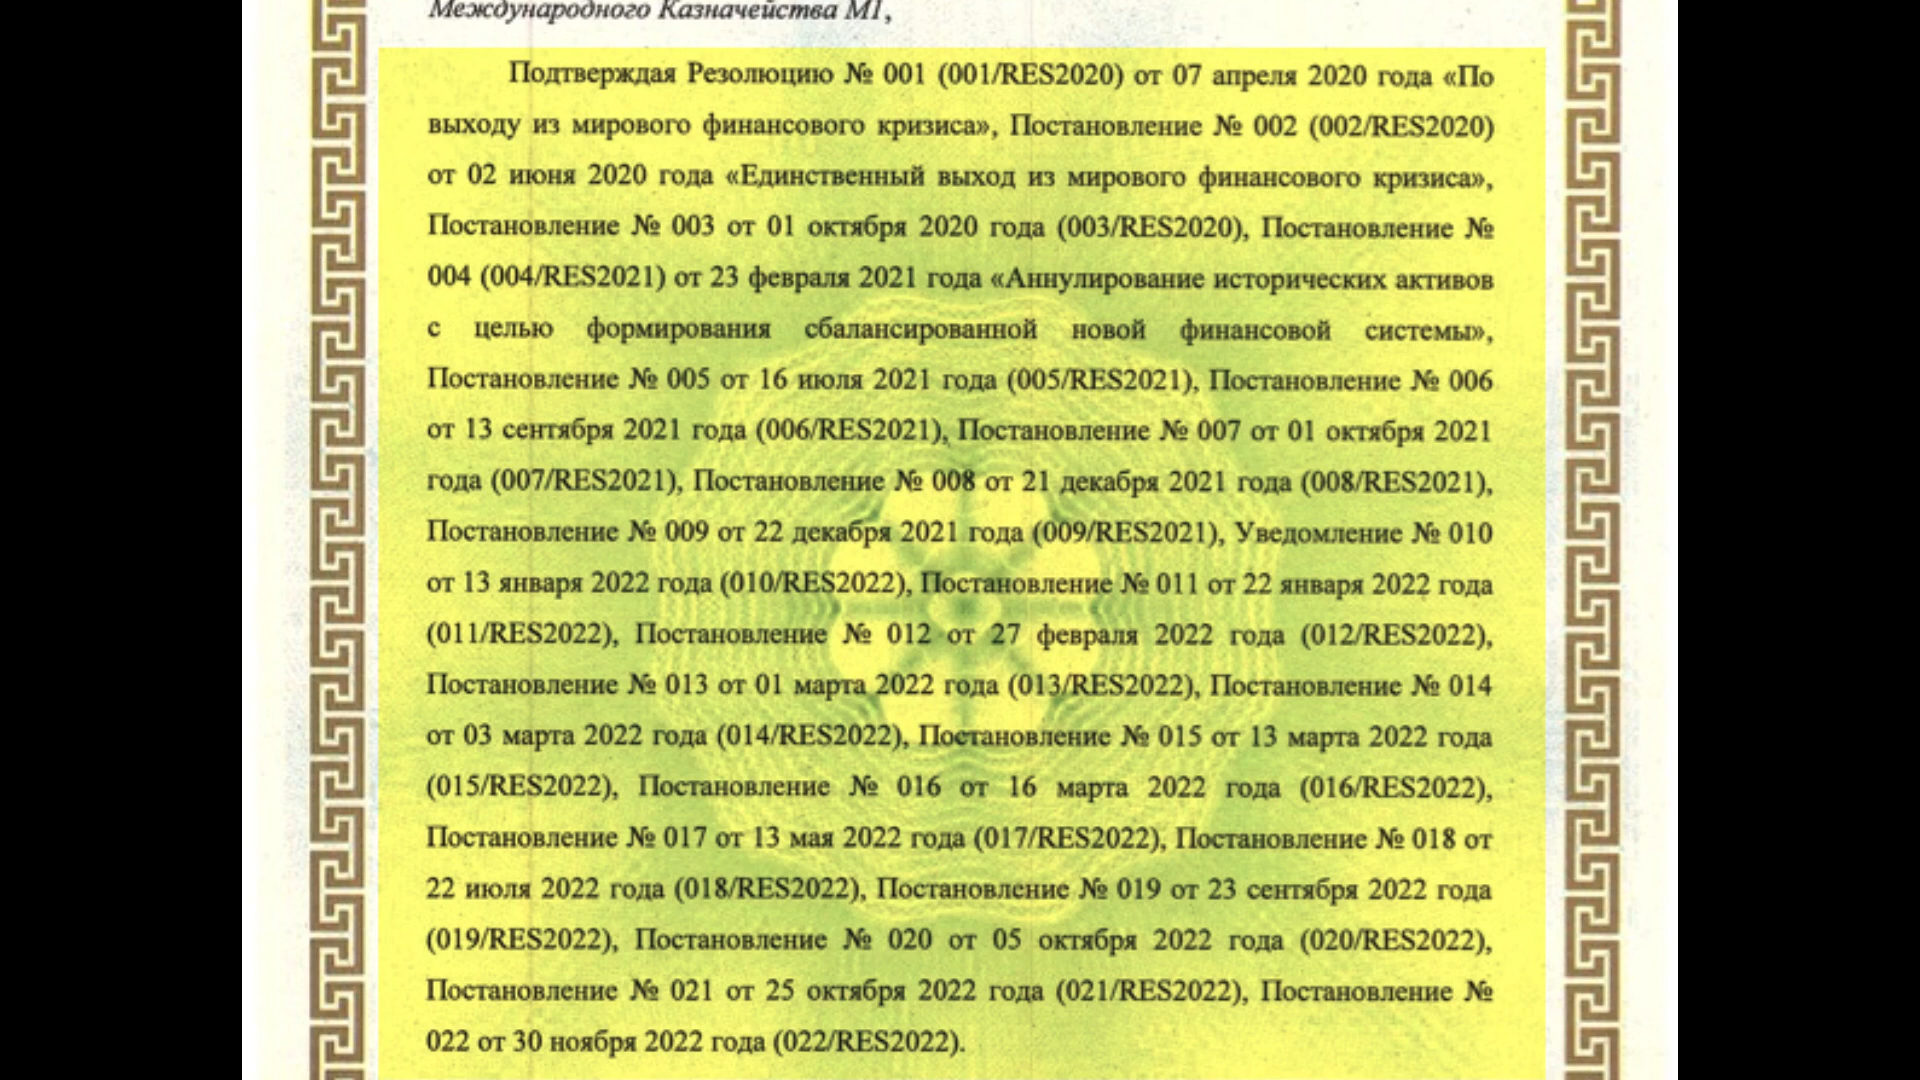 Международного Казначейства М1,
Подтверждая Резолюцию № 001 (001/RES2020) от 07 апреля 2020 года «По
выходу из мирового финансового кризиса», Постановление № 002 (002/RES2020)
от 02 июня 2020 года «Единственный выход из мирового финансового кризиса»,
Постановление № 003 от 01 октября 2020 года (003/RES2020), Постановление №
004 (004/RES2021) от 23 февраля 2021 года «Аннулирование исторических активов
с целью формирования сбалансированной новой финансовой системы»,
Постановление № 005 от 16 июля 2021 года (005/RES2021), Постановление № 006
от 13 сентября 2021 года (006/RES2021), Постановление № 007 от 01 октября 2021
года (007/RES2021), Постановление № 008 от 21 декабря 2021 года (008/RES2021),
Постановление № 009 от 22 декабря 2021 года (009/RES2021), Уведомление № 010
от 13 января 2022 года (010/RES2022), Постановление № 011 от 22 января 2022 года
(011/RES2022), Постановление № 012 от 27 февраля 2022 года (012/RES2022),
Постановление № 013 от 01 марта 2022 года (013/RES2022), Постановление № 014
от 03 марта 2022 года (014/RES2022), Постановление № 015 от 13 марта 2022 года
(015/RES2022), Постановление № 016 от 16 марта 2022 года (016/RES2022),
Постановление № 017 от 13 мая 2022 года (017/RES2022), Постановление № 018 от
22 июля 2022 года (018/RES2022), Постановление № 019 от 23 сентября 2022 года
(019/RES2022), Постановление № 020 от 05 октября 2022 года (020/RES2022),
Постановление № 021 от 25 октября 2022 года (021/RES2022), Постановление №
022 от 30 ноября 2022 года (022/RES2022).